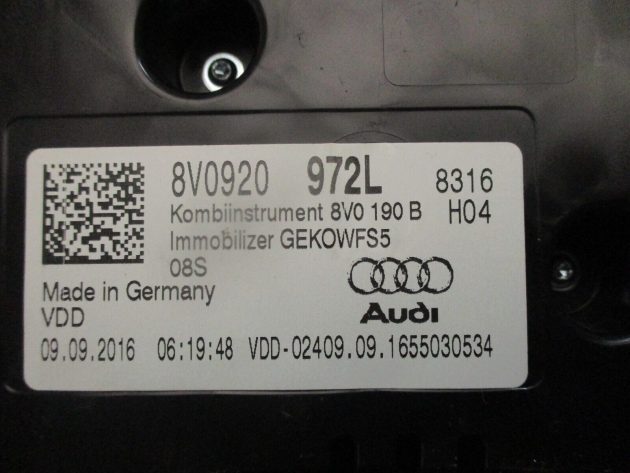 8V0920 972L 8316
Kombiinstrument 8V0 190 B H04
Immobilizer GEKOWFS5
08S
Made in Germany
Audi
VDD
09.09.2016 06:19:48 VDD-02409.09.1655030534